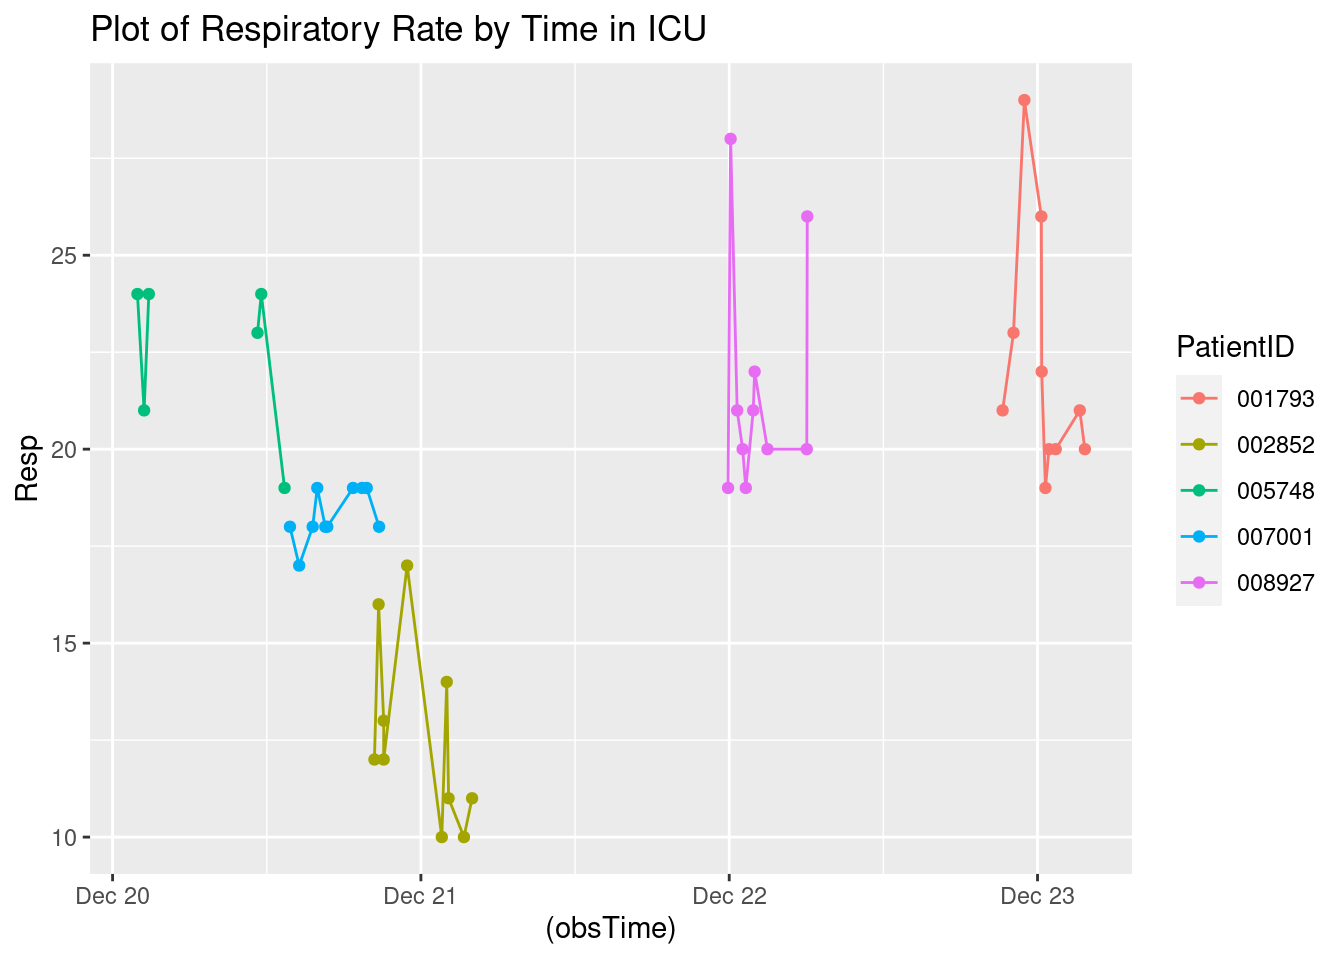 Plot of Respiratory Rate by Time in ICU
Resp
25
20
15
10
Dec 20
Dec 21
Dec 22
Dec 23
(obsTime)
PatientID
001793
002852
005748
007001
008927